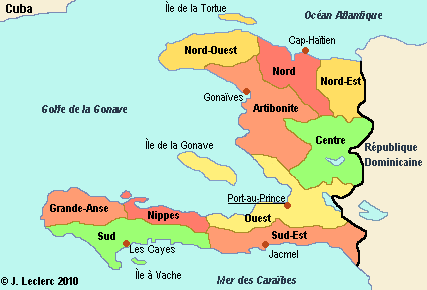 Cuba
Île de la Tortue
Océan Atlantique
Cap-Haïtien
Nord-Ouest
Nord
Nord-Est
Gonaïves
Golfe de la Gonave
Artibonite
Centre
Île de la Gonave
République
Dominicaine
Port-au-Prince
Grande-Anse
Nippes
Ouest
Sud
Sud-Est
Les Cayes
Jacmel
Île à Vache
Mer des Caraïbes
© J. Leclerc 2010